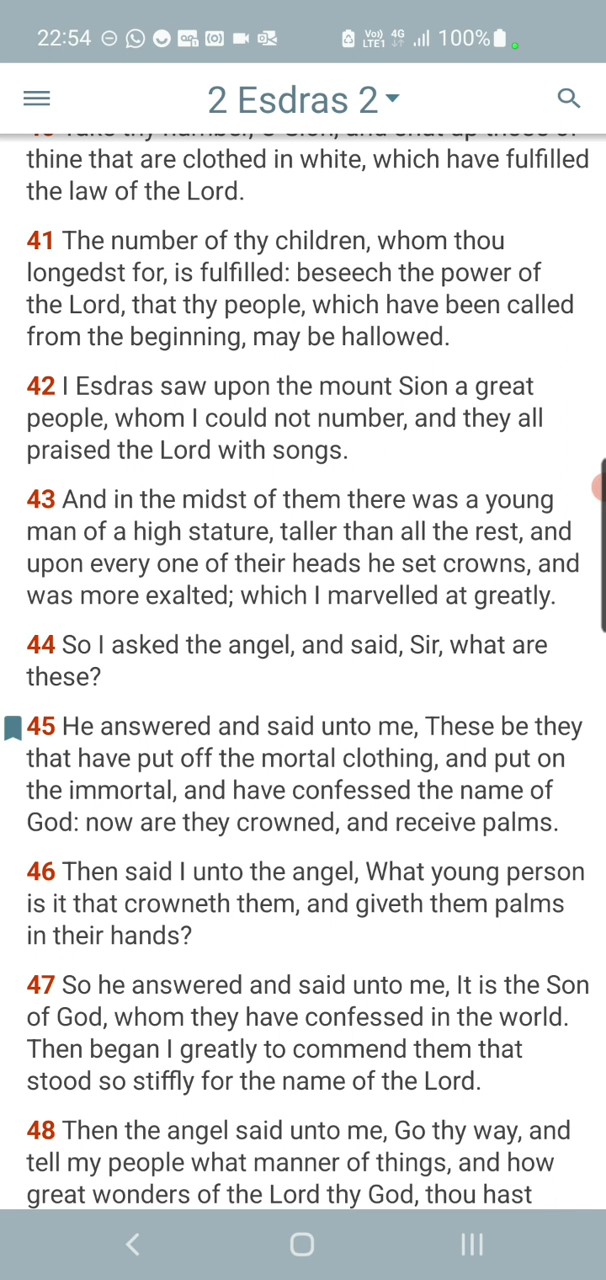 22:54
Vo)) 4G
LTE1
100%
2 Esdras 2
thine that are clothed in white, which have fulfilled
the law of the Lord.
41 The number of thy children, whom thou
longedst for, is fulfilled: beseech the power of
the Lord, that thy people, which have been called
from the beginning, may be hallowed.
42 I Esdras saw upon the mount Sion a great
people, whom I could not number, and they all
praised the Lord with songs.
43 And in the midst of them there was a young
man of a high stature, taller than all the rest, and
upon every one of their heads he set crowns, and
was more exalted; which I marvelled at greatly.
44 So I asked the angel, and said, Sir, what are
these?
45 He answered and said unto me, These be they
that have put off the mortal clothing, and put on
the immortal, and have confessed the name of
God: now are they crowned, and receive palms.
46 Then said I unto the angel, What young person
is it that crowneth them, and giveth them palms
in their hands?
47 So he answered and said unto me, It is the Son
of God, whom they have confessed in the world.
Then began I greatly to commend them that
stood so stiffly for the name of the Lord.
48 Then the angel said unto me, Go thy way, and
tell my people what manner of things, and how
great wonders of the Lord thy God, thou hast